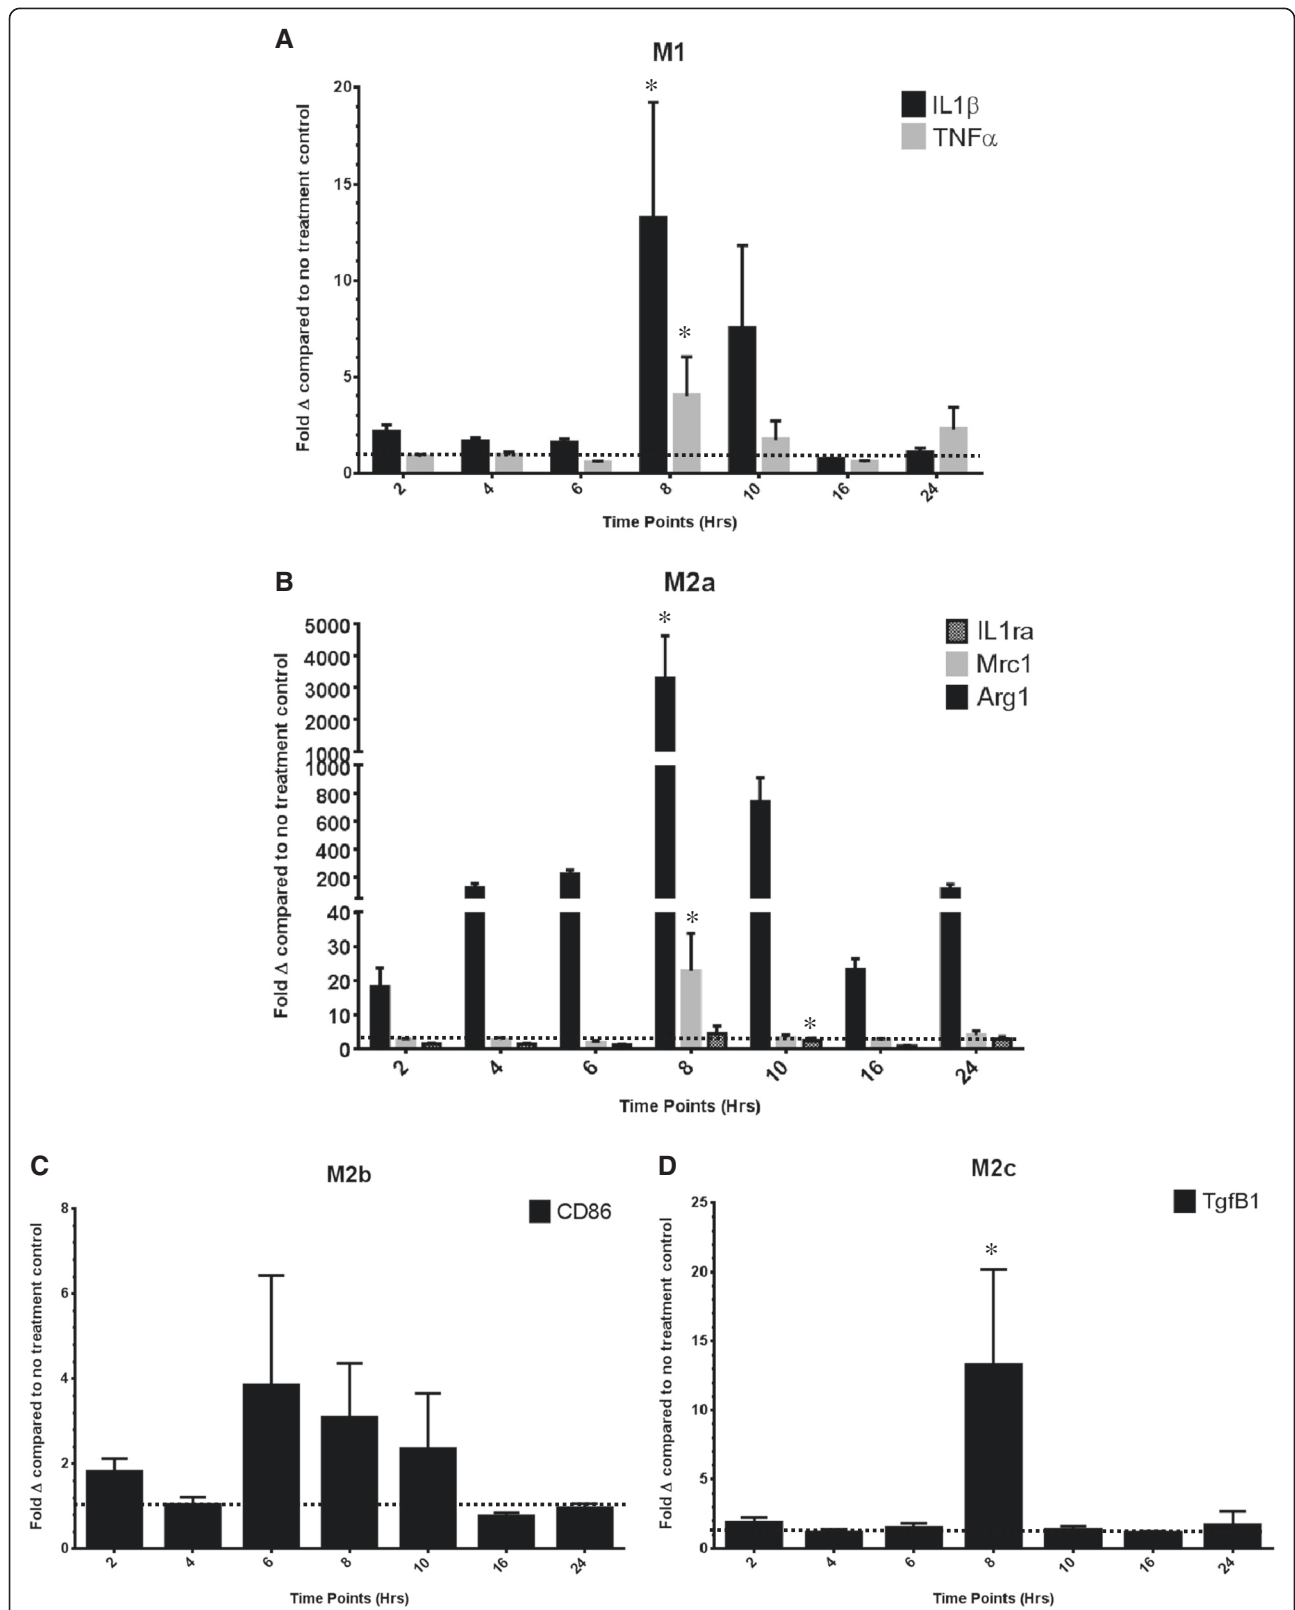 A
M1
IL1β
TNFα
Fold Δ compared to no treatment control
20
15
10
5
0
*
*
2 4 6 8 10 16 24
Time Points (Hrs)
B
M2a
IL1ra
Mrc1
Arg1
Fold Δ compared to no treatment control
5000
4000
3000
2000
1000
1000
800
600
400
200
40
30
20
10
0
*
*
*
2 4 6 8 10 16 24
Time Points (Hrs)
C
M2b
CD86
Fold Δ compared to no treatment control
8
6
4
2
0
2 4 6 8 10 16 24
Time Points (Hrs)
D
M2c
TgfB1
Fold Δ compared to no treatment control
25
20
15
10
5
0
*
2 4 6 8 10 16 24
Time Points (Hrs)